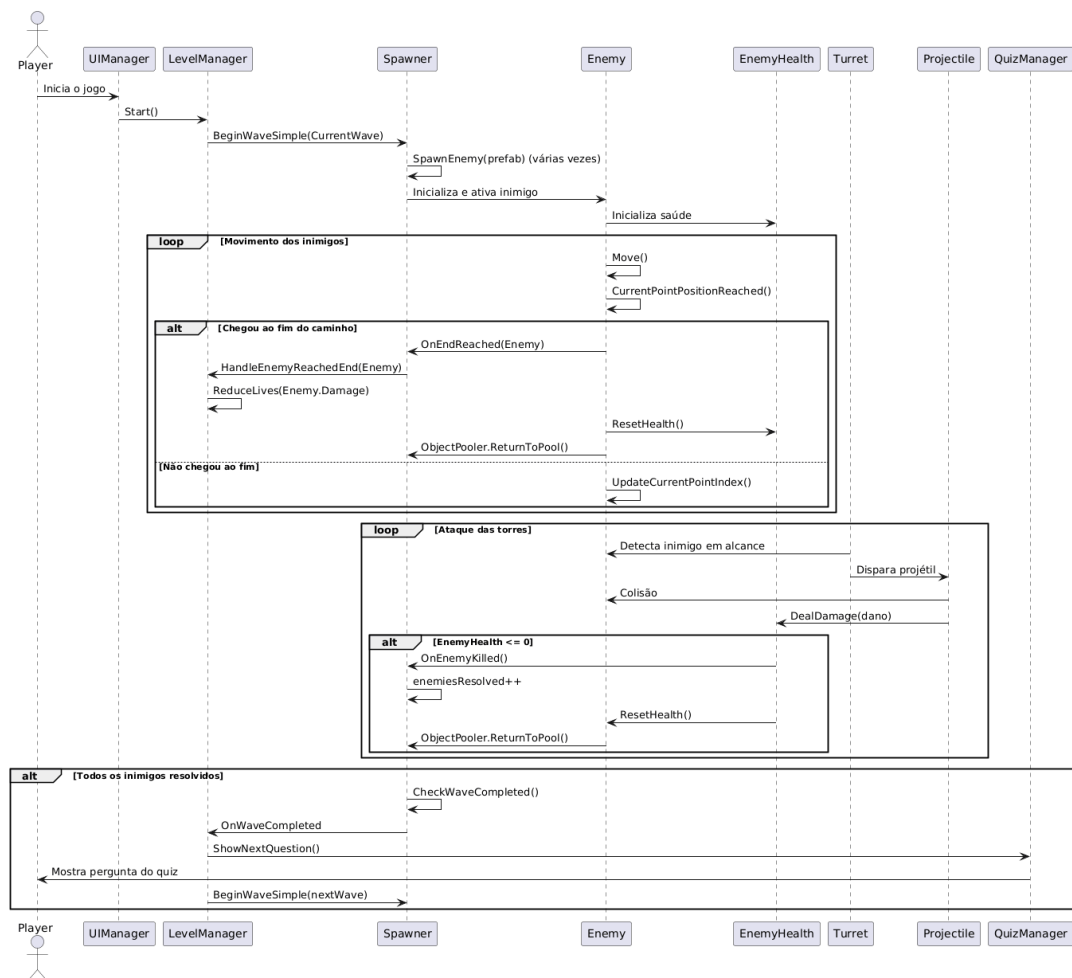 Player
UIManager
LevelManager
Spawner
Enemy
EnemyHealth
Turret
Projectile
QuizManager
Inicia o jogo
Start()
BeginWaveSimple(CurrentWave)
SpawnEnemy(prefab) (várias vezes)
Inicializa e ativa inimigo
Inicializa saúde
loop [Movimento dos inimigos]
Move()
CurrentPointPositionReached()
alt [Chegou ao fim do caminho]
OnEndReached(Enemy)
HandleEnemyReachedEnd(Enemy)
ReduceLives(Enemy.Damage)
ResetHealth()
ObjectPooler.ReturnToPool()
[Não chegou ao fim]
UpdateCurrentPointIndex()
loop [Ataque das torres]
Detecta inimigo em alcance
Dispara projétil
Colisão
DealDamage(dano)
alt [EnemyHealth <= 0]
OnEnemyKilled()
enemiesResolved++
ResetHealth()
ObjectPooler.ReturnToPool()
alt [Todos os inimigos resolvidos]
CheckWaveCompleted()
OnWaveCompleted
ShowNextQuestion()
Mostra pergunta do quiz
BeginWaveSimple(nextWave)
Player
UIManager
LevelManager
Spawner
Enemy
EnemyHealth
Turret
Projectile
QuizManager